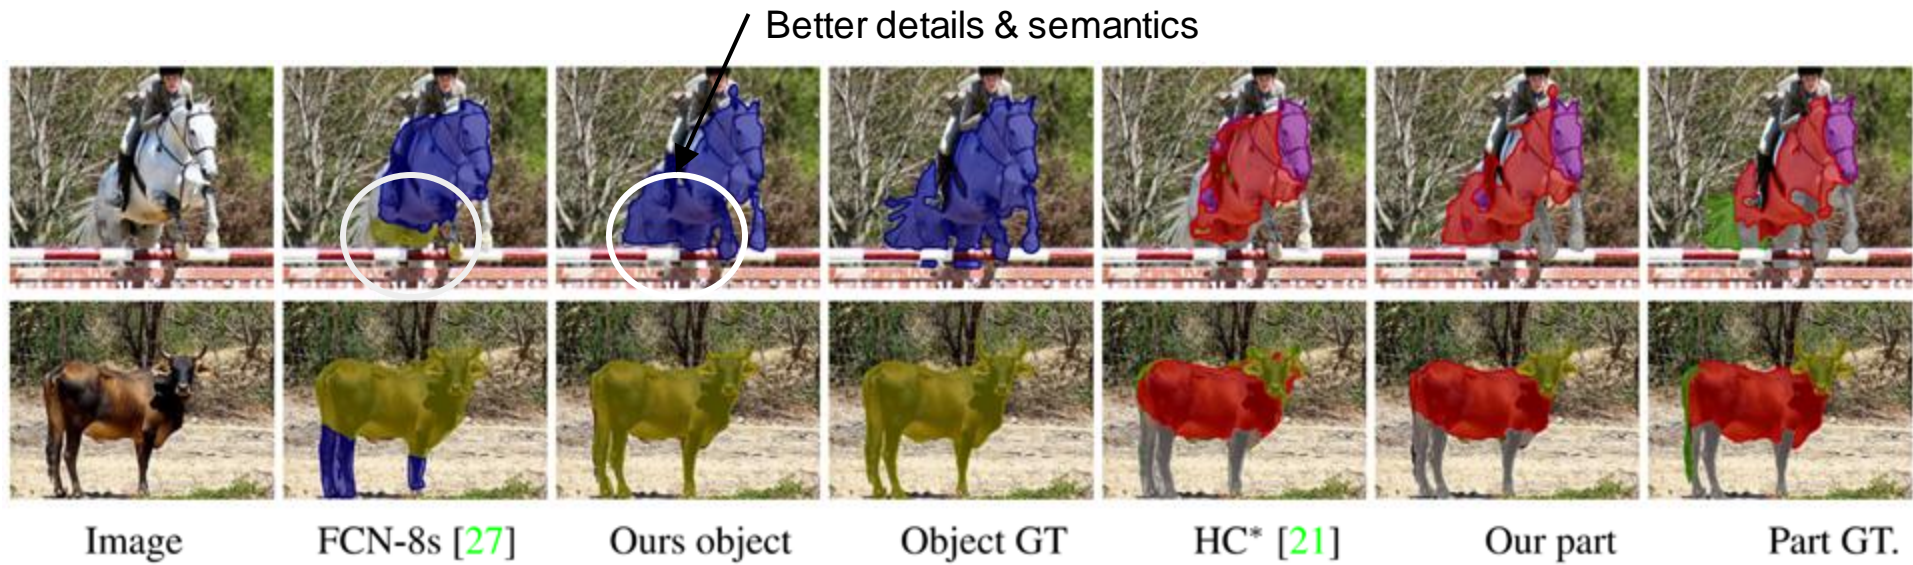 Better details & semantics
Image FCN-8s [27] Ours object Object GT HC* [21] Our part Part GT.